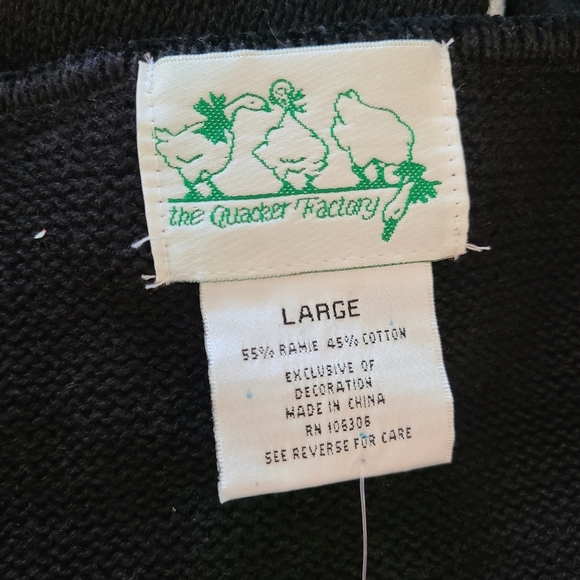 the Quacker Factory
LARGE
55% RAMIE 45% COTTON
EXCLUSIVE OF
DECORATION
MADE IN CHINA
RN 106306
SEE REVERSE FOR CARE